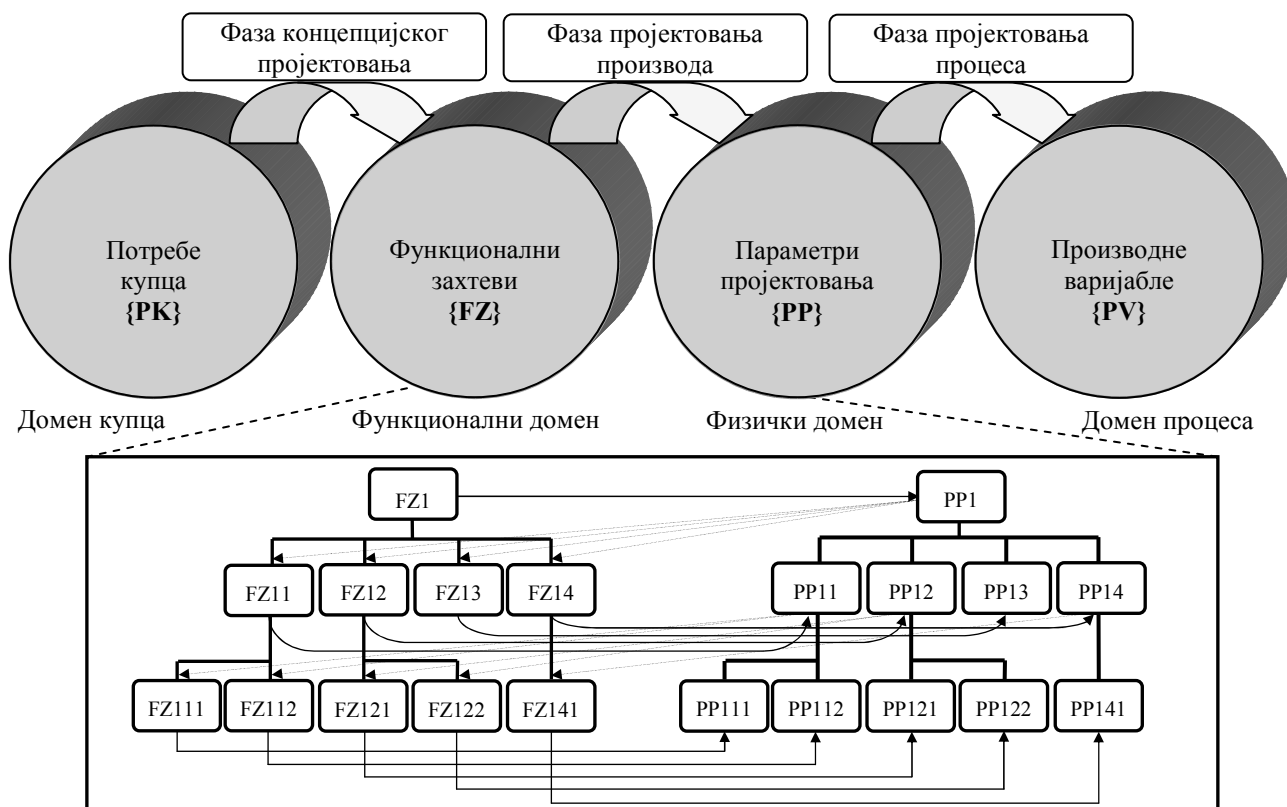 Фаза концепцијског
пројектовања
Фаза пројектовања
производа
Фаза пројектовања
процеса
Потребе
купца
{PK}
Функционални
захтеви
{FZ}
Параметри
пројектовања
{PP}
Производне
варијабле
{PV}
Домен купца
Функционални домен
Физички домен
Домен процеса
FZ1
PP1
FZ11
FZ12
FZ13
FZ14
PP11
PP12
PP13
PP14
FZ111
FZ112
FZ121
FZ122
FZ141
PP111
PP112
PP121
PP122
PP141